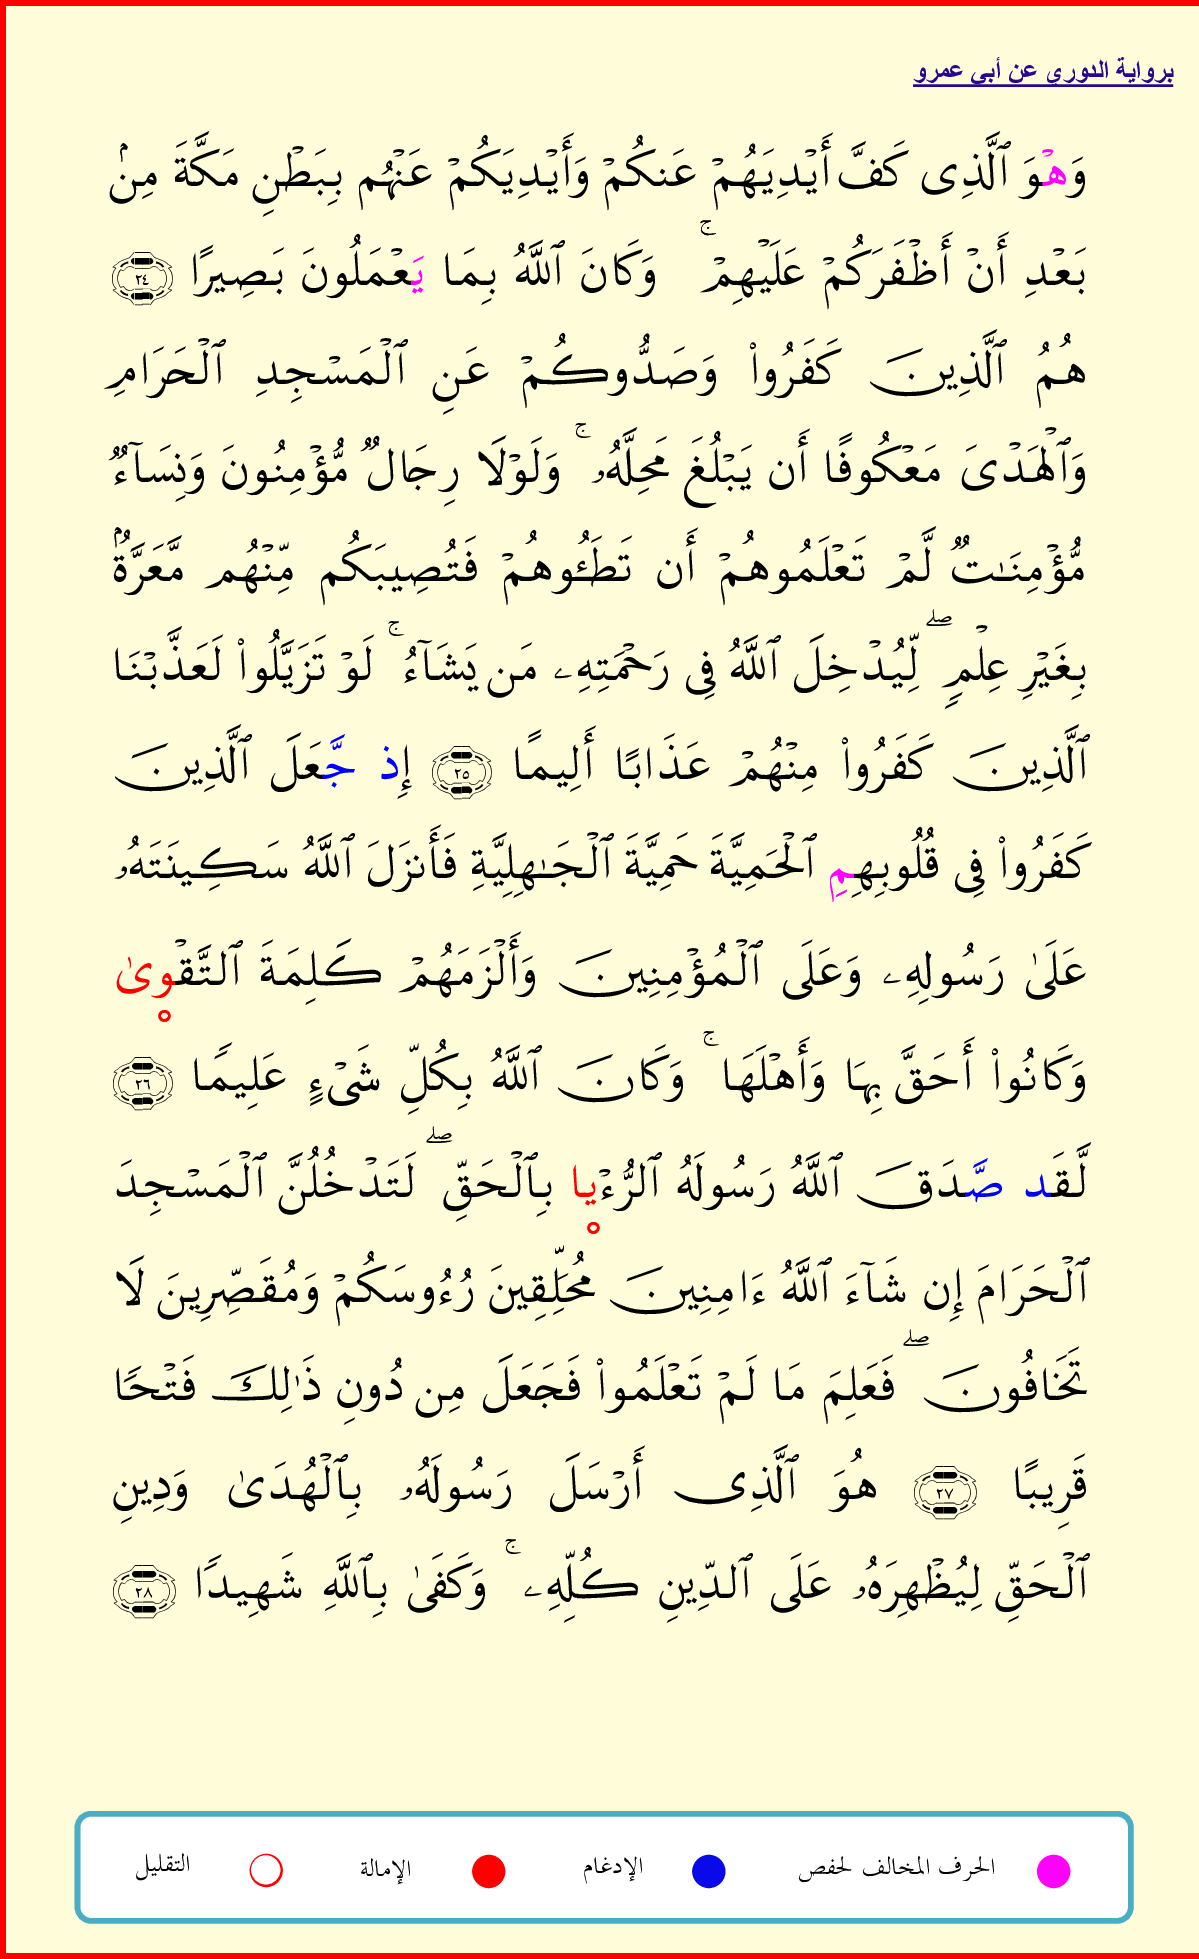 برواية الدوري عن أبي عمرو
وَهْوَ ٱلَّذِى كَفَّ أَيْدِيَهُمْ عَنكُمْ وَأَيْدِيَكُمْ عَنْهُم بِبَطْنِ مَكَّةَ مِنۢ
بَعْدِ أَنْ أَظْفَرَكُمْ عَلَيْهِمْ ۚ وَكَانَ ٱللَّهُ بِمَا يَعْمَلُونَ بَصِيرًا ٢٤
هُمُ ٱلَّذِينَ كَفَرُوا۟ وَصَدُّوكُمْ عَنِ ٱلْمَسْجِدِ ٱلْحَرَامِ
وَٱلْهَدْىَ مَعْكُوفًا أَن يَبْلُغَ مَحِلَّهُۥ ۚ وَلَوْلَا رِجَالٌ مُّؤْمِنُونَ وَنِسَآءٌ
مُّؤْمِنَـٰتٌ لَّمْ تَعْلَمُوهُمْ أَن تَطَـُٔوهُمْ فَتُصِيبَكُم مِّنْهُم مَّعَرَّةٌۢ
بِغَيْرِ عِلْمٍ ۖ لِّيُدْخِلَ ٱللَّهُ فِى رَحْمَتِهِۦ مَن يَشَآءُ ۚ لَوْ تَزَيَّلُوا۟ لَعَذَّبْنَا
ٱلَّذِينَ كَفَرُوا۟ مِنْهُمْ عَذَابًا أَلِيمًا ٢٥ إِذ جَّعَلَ ٱلَّذِينَ
كَفَرُوا۟ فِى قُلُوبِهِمِ ٱلْحَمِيَّةَ حَمِيَّةَ ٱلْجَـٰهِلِيَّةِ فَأَنزَلَ ٱللَّهُ سَكِينَتَهُۥ
عَلَىٰ رَسُولِهِۦ وَعَلَى ٱلْمُؤْمِنِينَ وَأَلْزَمَهُمْ كَلِمَةَ ٱلتَّقْوِىٰ
وَكَانُوا۟ أَحَقَّ بِهَا وَأَهْلَهَا ۚ وَكَانَ ٱللَّهُ بِكُلِّ شَىْءٍ عَلِيمًا ٢٦
لَّقَد صَّدَقَ ٱللَّهُ رَسُولَهُ ٱلرُّءْيا بِٱلْحَقِّ ۖ لَتَدْخُلُنَّ ٱلْمَسْجِدَ
ٱلْحَرَامَ إِن شَآءَ ٱللَّهُ ءَامِنِينَ مُحَلِّقِينَ رُءُوسَكُمْ وَمُقَصِّرِينَ لَا
تَخَافُونَ ۖ فَعَلِمَ مَا لَمْ تَعْلَمُوا۟ فَجَعَلَ مِن دُونِ ذَٰلِكَ فَتْحًا
قَرِيبًا ٢٧ هُوَ ٱلَّذِى أَرْسَلَ رَسُولَهُۥ بِٱلْهُدَىٰ وَدِينِ
ٱلْحَقِّ لِيُظْهِرَهُۥ عَلَى ٱلدِّينِ كُلِّهِۦ ۚ وَكَفَىٰ بِٱللَّهِ شَهِيدًا ٢٨
الحرف المخالف لحفص الإدغام الإمالة التقليل